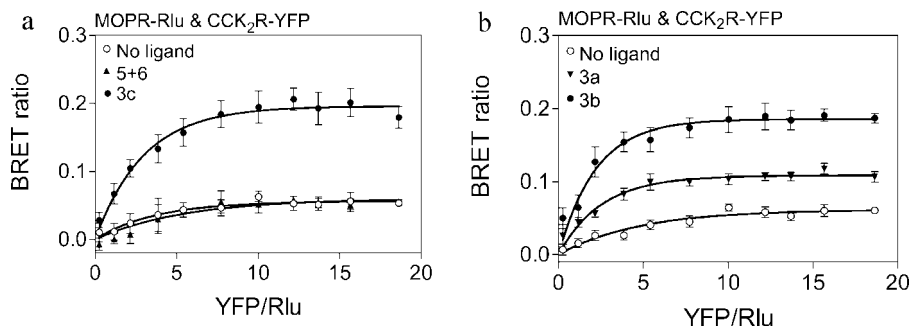 a
MOPR-Rlu & CCK₂R-YFP
0.3
0.2
0.1
0.0
BRET ratio
No ligand
5+6
3c
0 5 10 15 20
YFP/Rlu
b
MOPR-Rlu & CCK₂R-YFP
0.3
0.2
0.1
0.0
BRET ratio
No ligand
3a
3b
0 5 10 15 20
YFP/Rlu